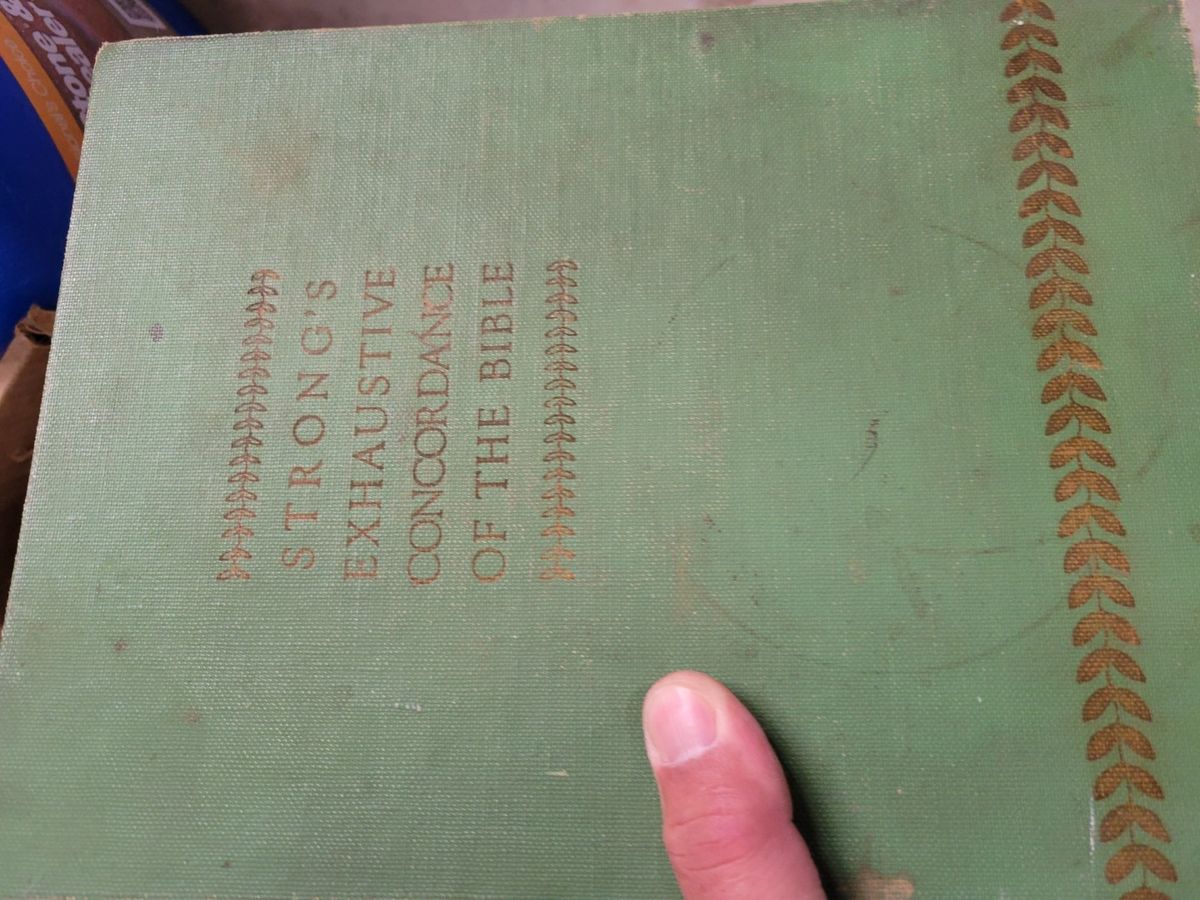 STRONG'S
EXHAUSTIVE
CONCORDANCE
OF THE BIBLE